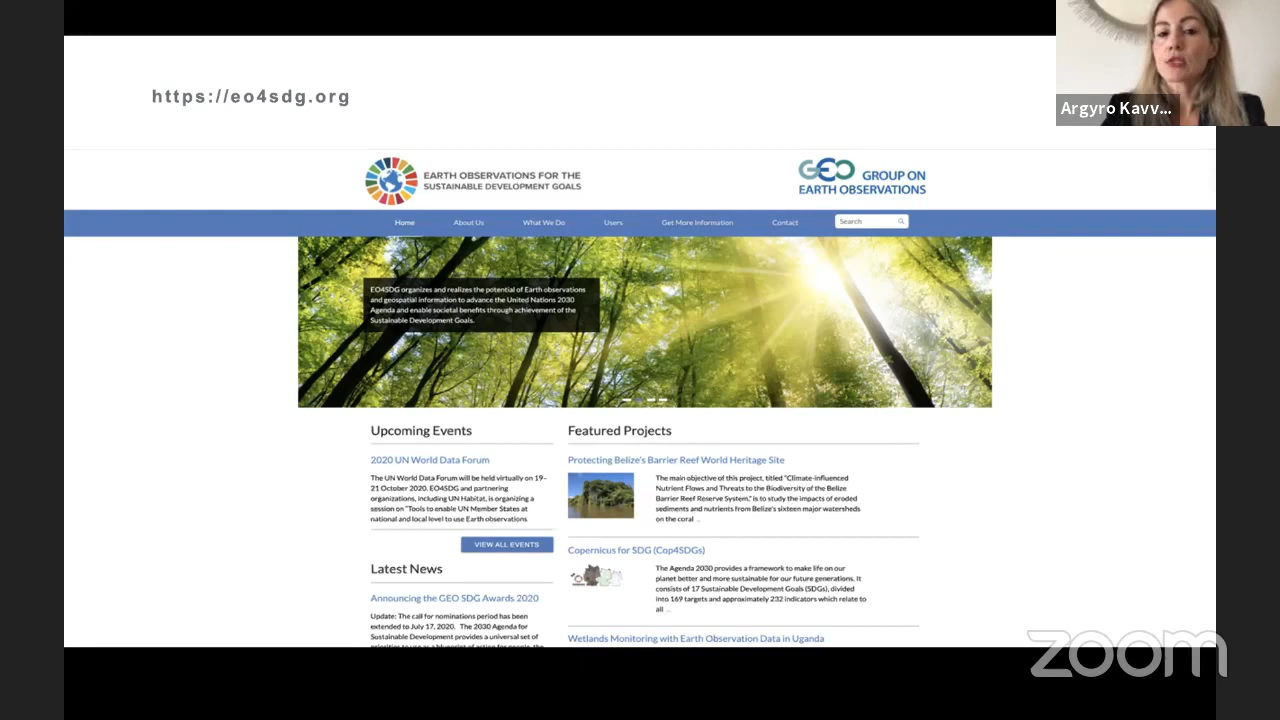 https://eo4sdg.org
Argyro Kavv...
EARTH OBSERVATIONS FOR THE
SUSTAINABLE DEVELOPMENT GOALS
GEO GROUP ON
EARTH OBSERVATIONS
Home About Us What We Do Users Get More Information Contact Search
EO4SDG organizes and realizes the potential of Earth observations
and geospatial information to advance the United Nations 2030
Agenda and enable societal benefits through achievement of the
Sustainable Development Goals.
Upcoming Events
2020 UN World Data Forum
The UN World Data Forum will be held virtually on 19-
21 October 2020. EO4SDG and partnering
organizations, including UN Habitat, is organizing a
session on "Tools to enable UN Member States at
national and local level to use Earth observations
VIEW ALL EVENTS
Latest News
Announcing the GEO SDG Awards 2020
Update: The call for nominations period has been
extended to July 17, 2020. The 2030 Agenda for
Sustainable Development provides a universal set of
Featured Projects
Protecting Belize's Barrier Reef World Heritage Site
The main objective of this project, titled "Climate-influenced
Nutrient Flows and Threats to the Biodiversity of the Belize
Barrier Reef Reserve System," is to study the impacts of eroded
sediments and nutrients from Belize's sixteen major watersheds
on the coral ...
Copernicus for SDG (Cop4SDGs)
The Agenda 2030 provides a framework to make life on our
planet better and more sustainable for our future generations. It
consists of 17 Sustainable Development Goals (SDGs), divided
into 169 targets and approximately 232 indicators which relate to
all ...
Wetlands Monitoring with Earth Observation Data in Uganda
zoom